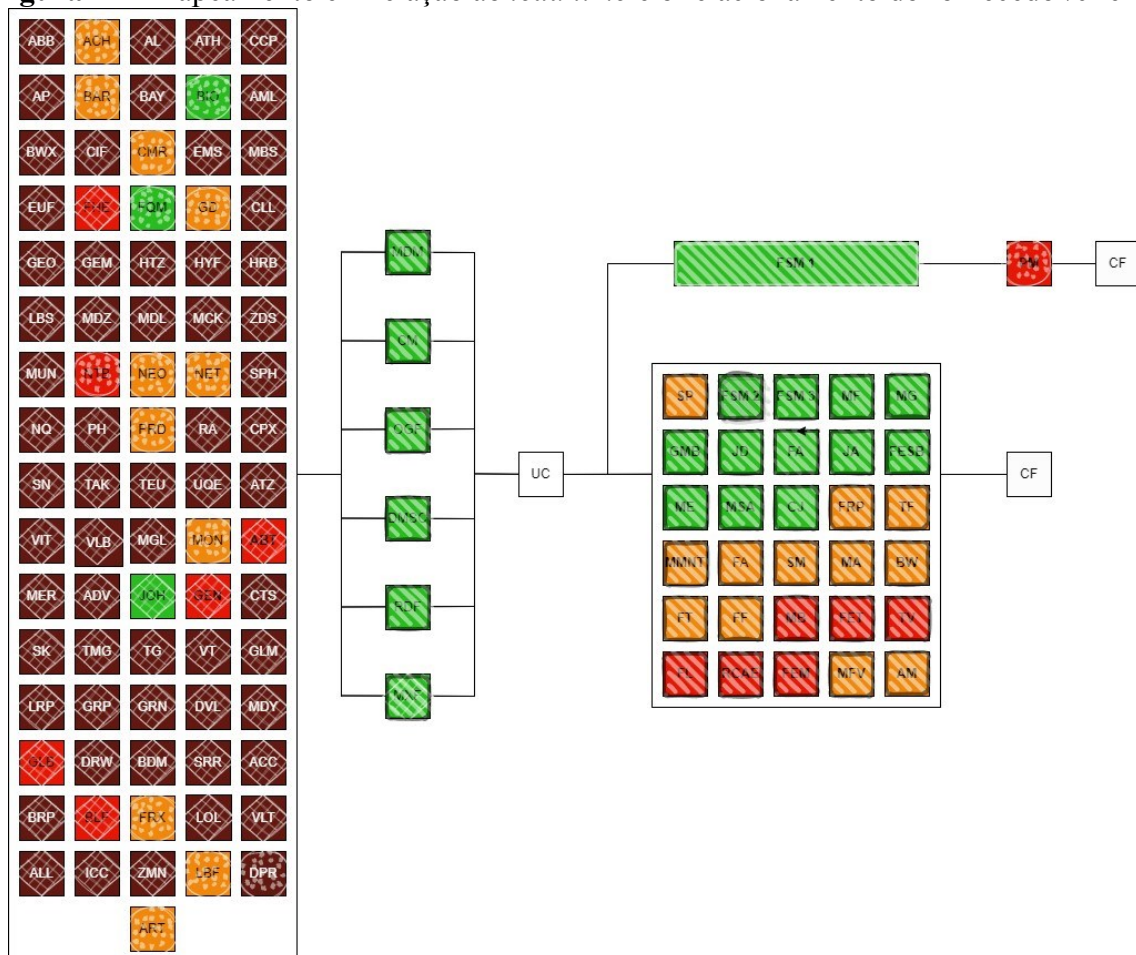 ABB ACH AL ATH CCP
AP BAR BAY BIO AML
BWX CIF CMR EMS MBS
EUF FQM GD CLL
GEO GEM HTZ HYF HRB
LBS MDZ MDL MCK ZDS
MUN NEO NET SPH
NQ PH PRD RA CPX
SN TAK TEU UQE ATZ
VIT VLB MGL MON ABT
MER ADV JOH GEN CTS
SK TMG TG VT GLM
LRP GRP GRN DVL MDY
DRW BDM SRR ACC
BRP LOL VLT
ALL ICC ZMN LBF DPR
ART
MDM
CM
DMSC
RDF
UC
FSM 1
CF
SP FSM 2 FSM 3 MF MG
GMB JD PA JA FESB
ME MSA CJ FRP TF
MMNT FA SM MA BW
FT FF
FEM MFV AM
CF